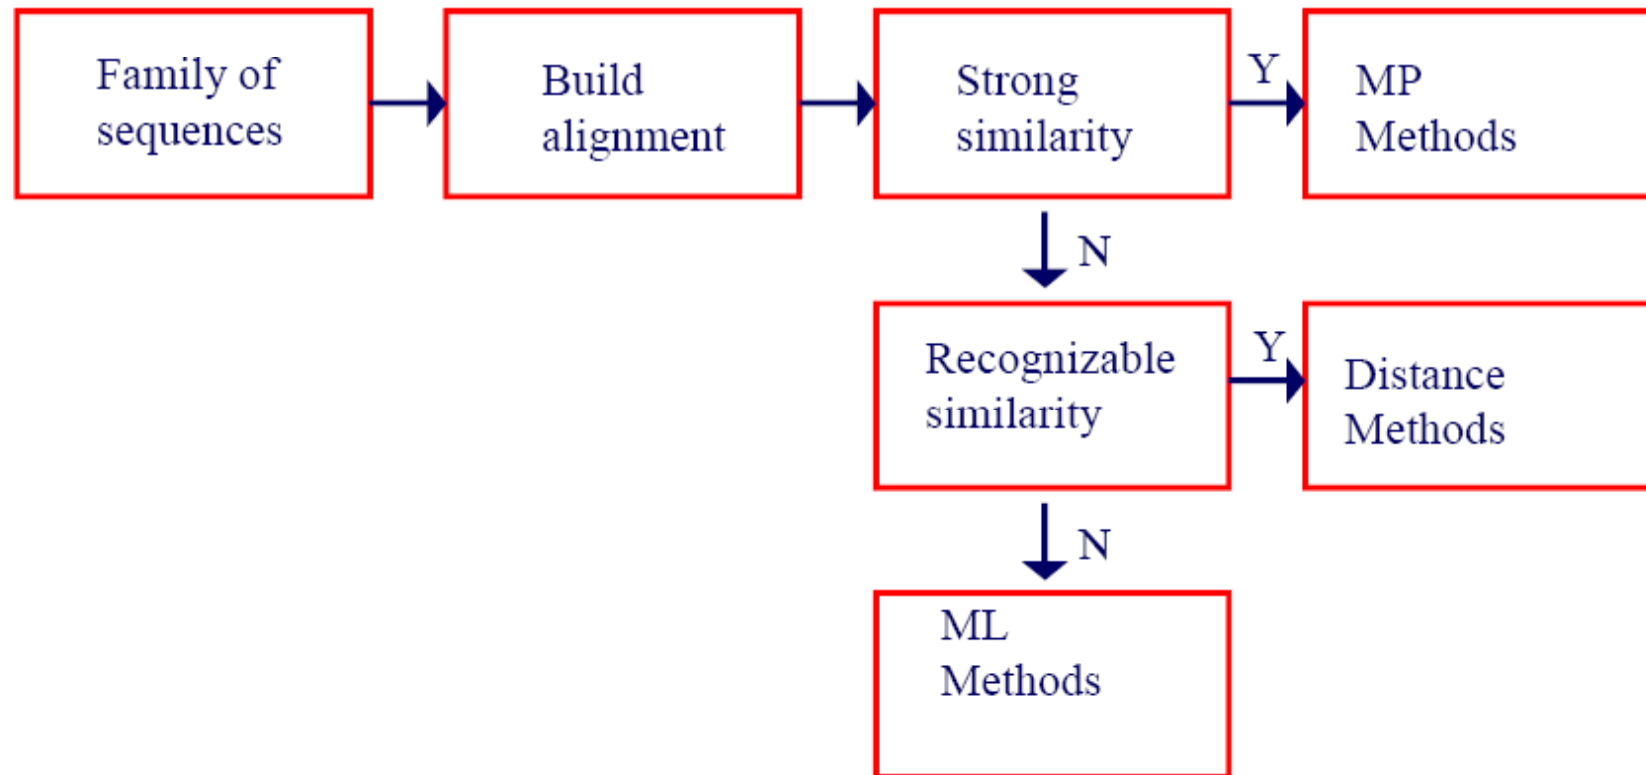 Family of
sequences
Build
alignment
Strong
similarity
Y
MP
Methods
N
Recognizable
similarity
Y
Distance
Methods
N
ML
Methods